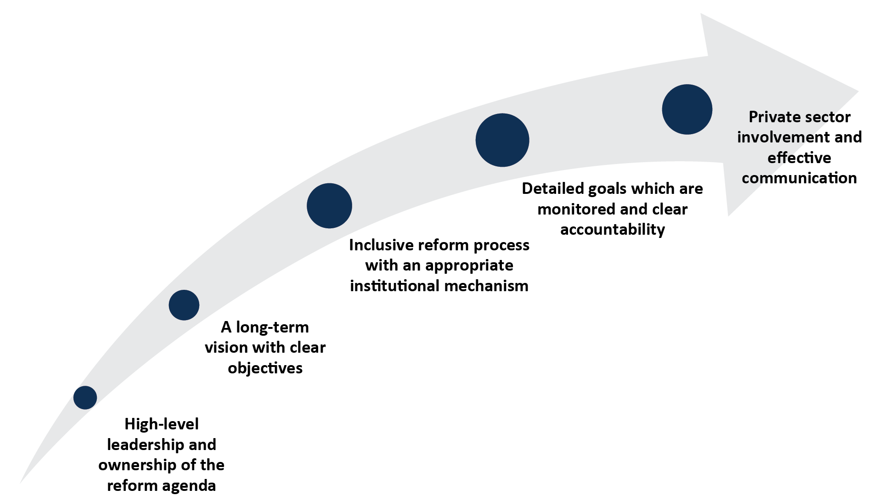 High-level
leadership and
ownership of the
reform agenda
A long-term
vision with clear
objectives
Inclusive reform process
with an appropriate
institutional mechanism
Detailed goals which are
monitored and clear
accountability
Private sector
involvement and
effective
communication